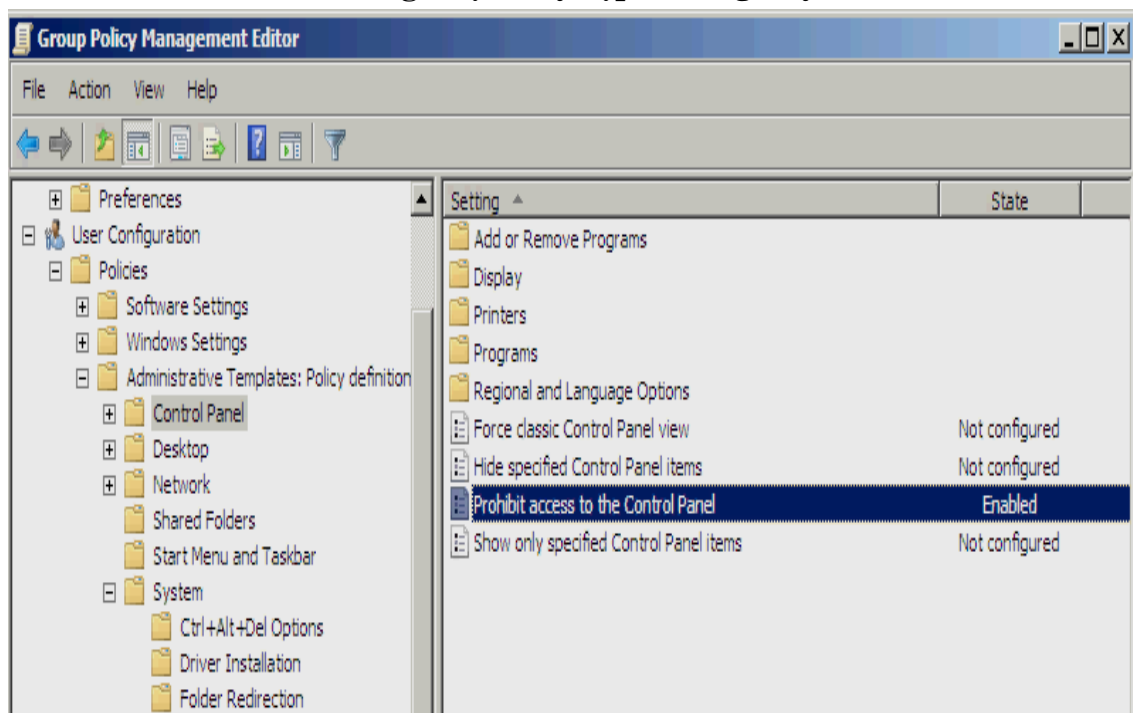 Group Policy Management Editor
File Action View Help
Preferences
User Configuration
Policies
Software Settings
Windows Settings
Administrative Templates: Policy definition
Control Panel
Desktop
Network
Shared Folders
Start Menu and Taskbar
System
Ctrl+Alt+Del Options
Driver Installation
Folder Redirection
Setting State
Add or Remove Programs
Display
Printers
Programs
Regional and Language Options
Force classic Control Panel view Not configured
Hide specified Control Panel items Not configured
Prohibit access to the Control Panel Enabled
Show only specified Control Panel items Not configured